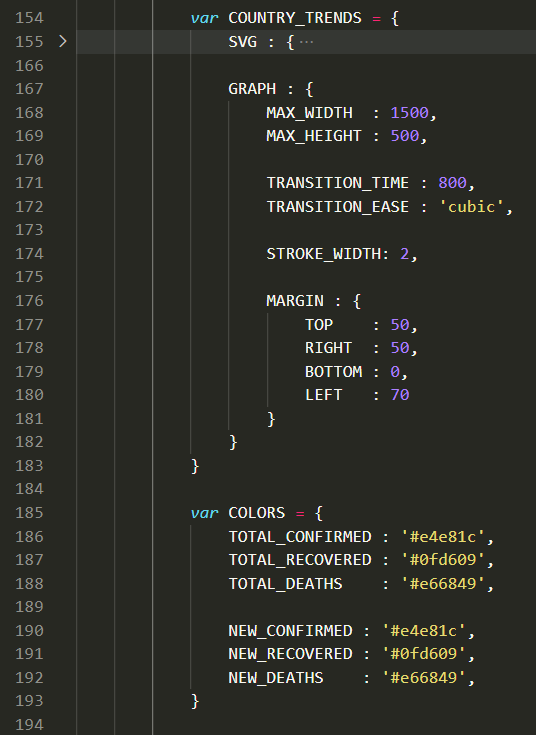 154 var COUNTRY_TRENDS = {
155 > SVG : { ···
166
167 GRAPH : {
168 MAX_WIDTH  : 1500,
169 MAX_HEIGHT : 500,
170
171 TRANSITION_TIME : 800,
172 TRANSITION_EASE : 'cubic',
173
174 STROKE_WIDTH: 2,
175
176 MARGIN : {
177 TOP    : 50,
178 RIGHT  : 50,
179 BOTTOM : 0,
180 LEFT   : 70
181 }
182 }
183 }
184
185 var COLORS = {
186 TOTAL_CONFIRMED : '#e4e81c',
187 TOTAL_RECOVERED : '#0fd609',
188 TOTAL_DEATHS    : '#e66849',
189
190 NEW_CONFIRMED : '#e4e81c',
191 NEW_RECOVERED : '#0fd609',
192 NEW_DEATHS    : '#e66849',
193 }
194